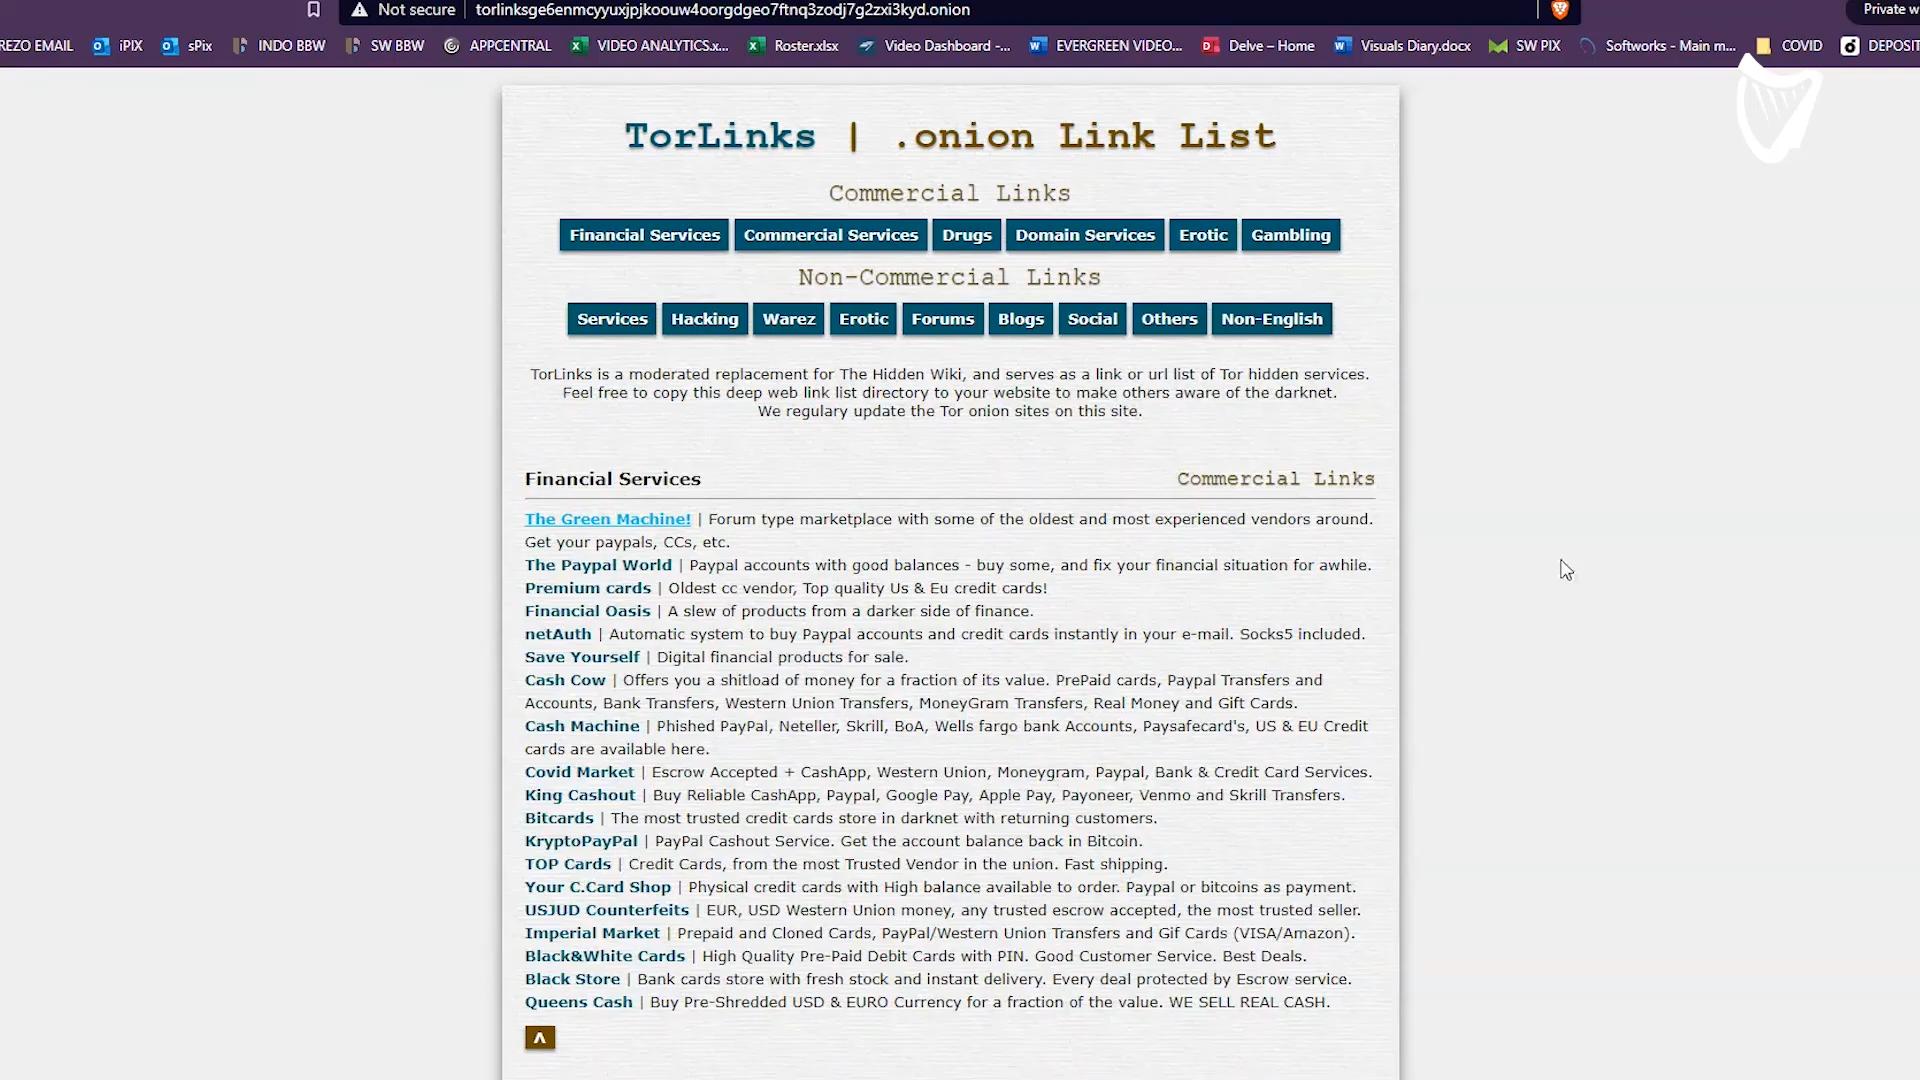 Not secure torlinksge6enmcyyuxjpjkoouw4oorgdgeo7ftnq3zodj7g2zxi3kyd.onion Private w
REZO EMAIL iPIX sPix INDO BBW SW BBW APPCENTRAL VIDEO ANALYTICS.x... Roster.xlsx Video Dashboard -... EVERGREEN VIDEO... Delve – Home Visuals Diary.docx SW PIX Softworks - Main m... COVID DEPOSIT
TorLinks | .onion Link List
Commercial Links
Financial Services Commercial Services Drugs Domain Services Erotic Gambling
Non-Commercial Links
Services Hacking Warez Erotic Forums Blogs Social Others Non-English
TorLinks is a moderated replacement for The Hidden Wiki, and serves as a link or url list of Tor hidden services.
Feel free to copy this deep web link list directory to your website to make others aware of the darknet.
We regulary update the Tor onion sites on this site.
Financial Services Commercial Links
The Green Machine! | Forum type marketplace with some of the oldest and most experienced vendors around.
Get your paypals, CCs, etc.
The Paypal World | Paypal accounts with good balances - buy some, and fix your financial situation for awhile.
Premium cards | Oldest cc vendor, Top quality Us & Eu credit cards!
Financial Oasis | A slew of products from a darker side of finance.
netAuth | Automatic system to buy Paypal accounts and credit cards instantly in your e-mail. Socks5 included.
Save Yourself | Digital financial products for sale.
Cash Cow | Offers you a shitload of money for a fraction of its value. PrePaid cards, Paypal Transfers and
Accounts, Bank Transfers, Western Union Transfers, MoneyGram Transfers, Real Money and Gift Cards.
Cash Machine | Phished PayPal, Neteller, Skrill, BoA, Wells fargo bank Accounts, Paysafecard's, US & EU Credit
cards are available here.
Covid Market | Escrow Accepted + CashApp, Western Union, Moneygram, Paypal, Bank & Credit Card Services.
King Cashout | Buy Reliable CashApp, Paypal, Google Pay, Apple Pay, Payoneer, Venmo and Skrill Transfers.
Bitcards | The most trusted credit cards store in darknet with returning customers.
KryptoPayPal | PayPal Cashout Service. Get the account balance back in Bitcoin.
TOP Cards | Credit Cards, from the most Trusted Vendor in the union. Fast shipping.
Your C.Card Shop | Physical credit cards with High balance available to order. Paypal or bitcoins as payment.
USJUD Counterfeits | EUR, USD Western Union money, any trusted escrow accepted, the most trusted seller.
Imperial Market | Prepaid and Cloned Cards, PayPal/Western Union Transfers and Gif Cards (VISA/Amazon).
Black&White Cards | High Quality Pre-Paid Debit Cards with PIN. Good Customer Service. Best Deals.
Black Store | Bank cards store with fresh stock and instant delivery. Every deal protected by Escrow service.
Queens Cash | Buy Pre-Shredded USD & EURO Currency for a fraction of the value. WE SELL REAL CASH.